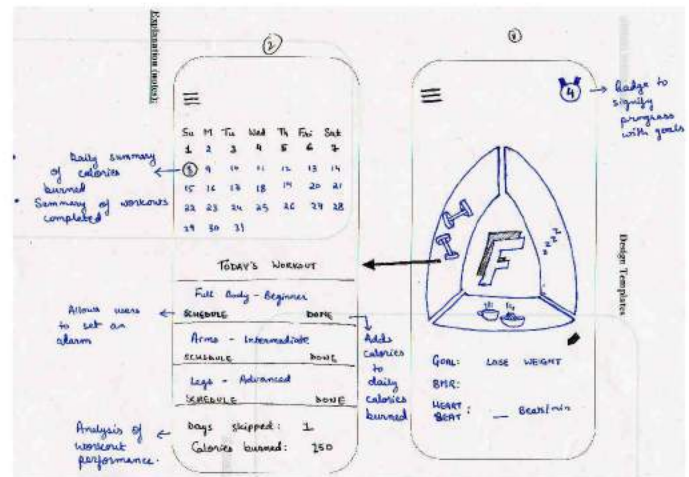 Explanation (notes):
2
Su M Tu Wed Th Fri Sat
1 2 3 4 5 6 7
8 9 10 11 12 13 14
15 16 17 18 19 20 21
22 23 24 25 26 27 28
29 30 31
Daily summary
of calories
burned
Summary of workouts
completed
TODAY'S WORKOUT
Full Body - Beginner
SCHEDULE DONE
Arms - Intermediate
SCHEDULE DONE
Legs - Advanced
SCHEDULE DONE
Days skipped: 1
Calories burned: 250
Allows users
to set an
alarm
Adds
calories
to
daily
calories
burned
Analysis of
workout
performance.
4
Badge to
signify
progress
with goals
F
zzzz
GOAL: LOSE WEIGHT
BMR:
HEART
BEAT : __ Beats/min
Design Templates